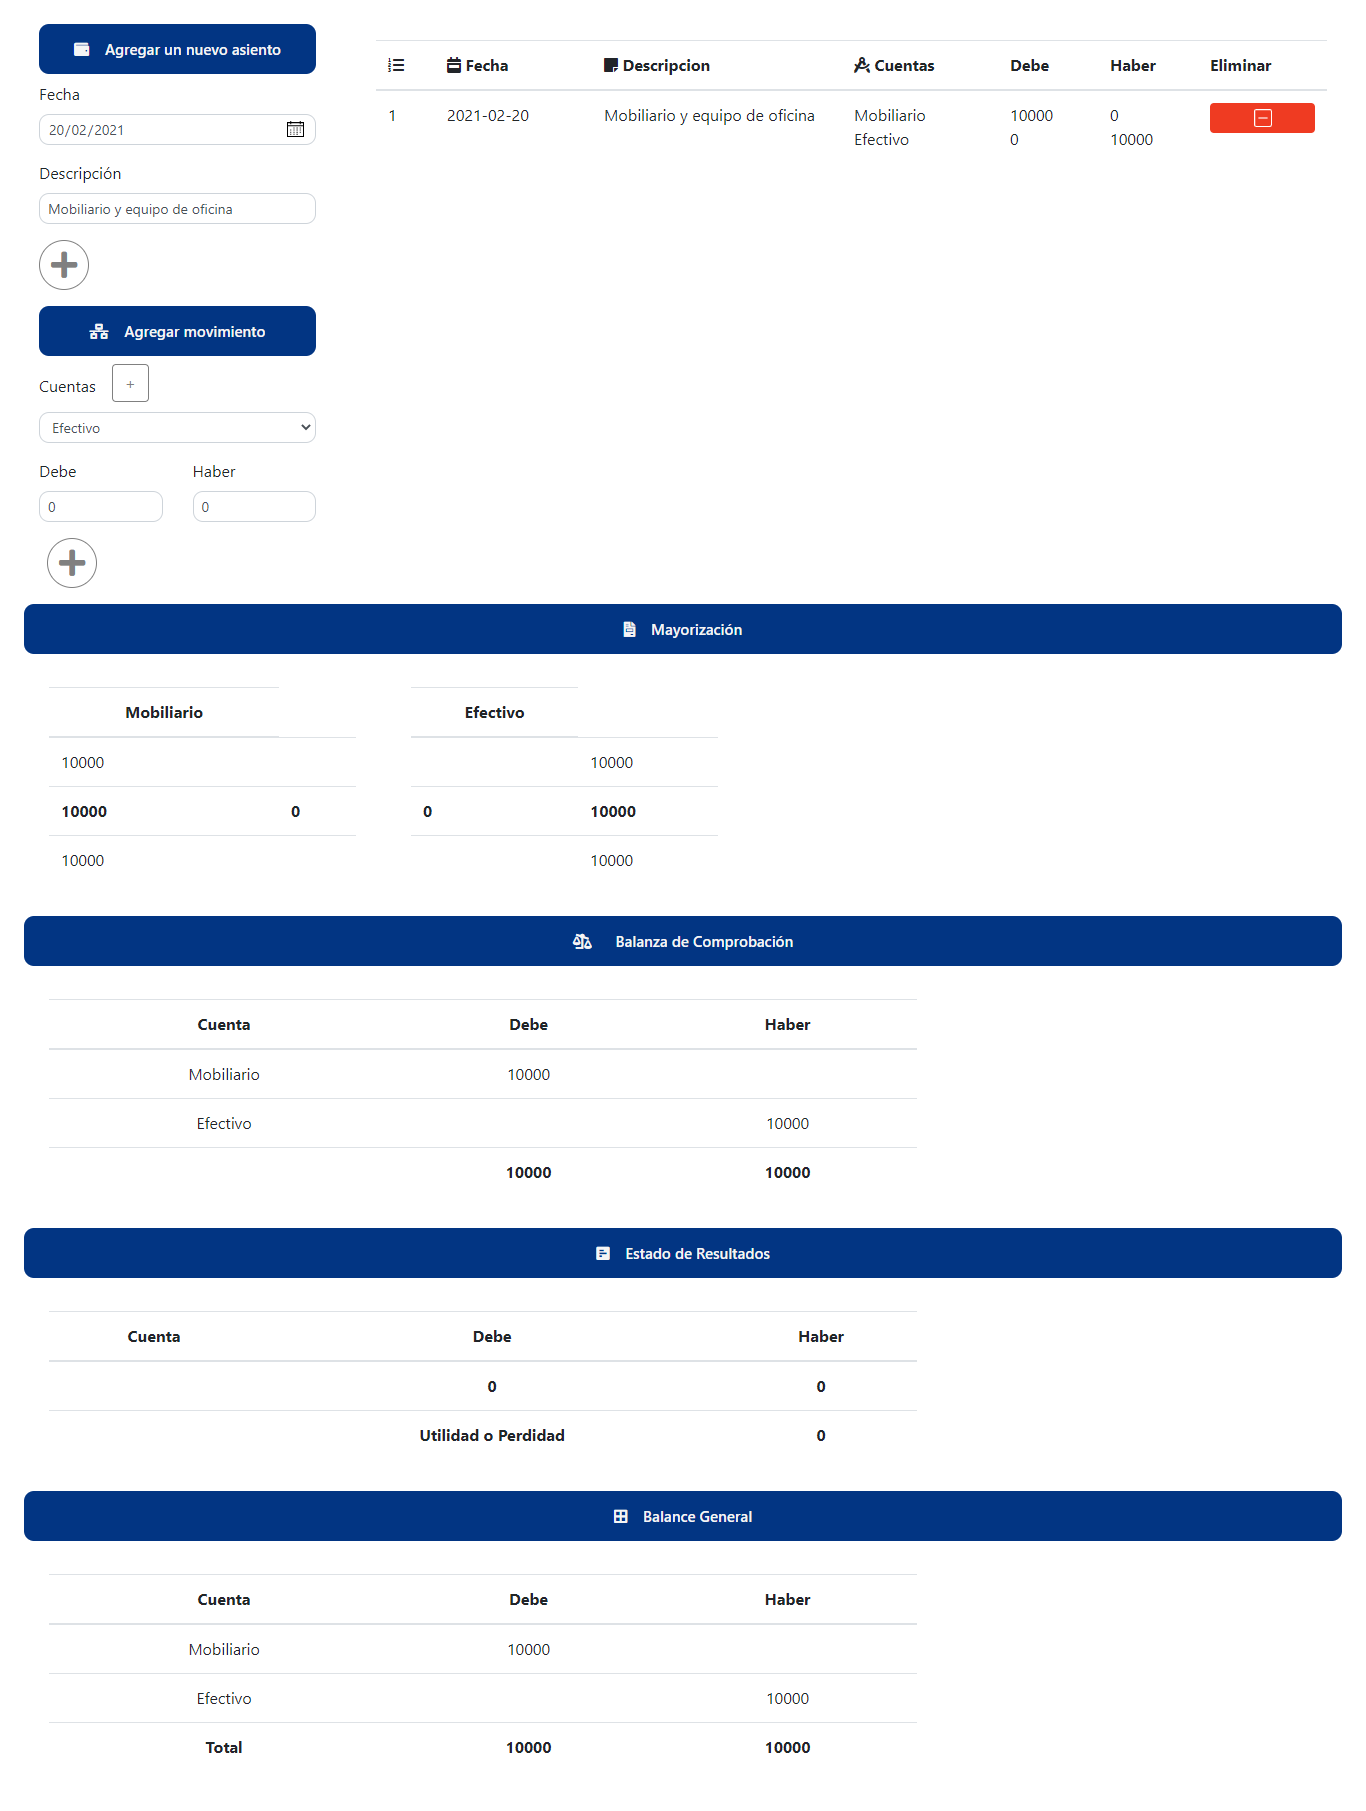 Agregar un nuevo asiento
Fecha
20/02/2021
Descripción
Mobiliario y equipo de oficina
Agregar movimiento
Cuentas +
Efectivo
Debe Haber
0 0
Fecha Descripcion Cuentas Debe Haber Eliminar
1 2021-02-20 Mobiliario y equipo de oficina Mobiliario 10000 0
Efectivo 0 10000
Mayorización
Mobiliario Efectivo
10000 10000
10000 0 0 10000
10000 10000
Balanza de Comprobación
Cuenta Debe Haber
Mobiliario 10000
Efectivo 10000
10000 10000
Estado de Resultados
Cuenta Debe Haber
0 0
Utilidad o Perdidad 0
Balance General
Cuenta Debe Haber
Mobiliario 10000
Efectivo 10000
Total 10000 10000